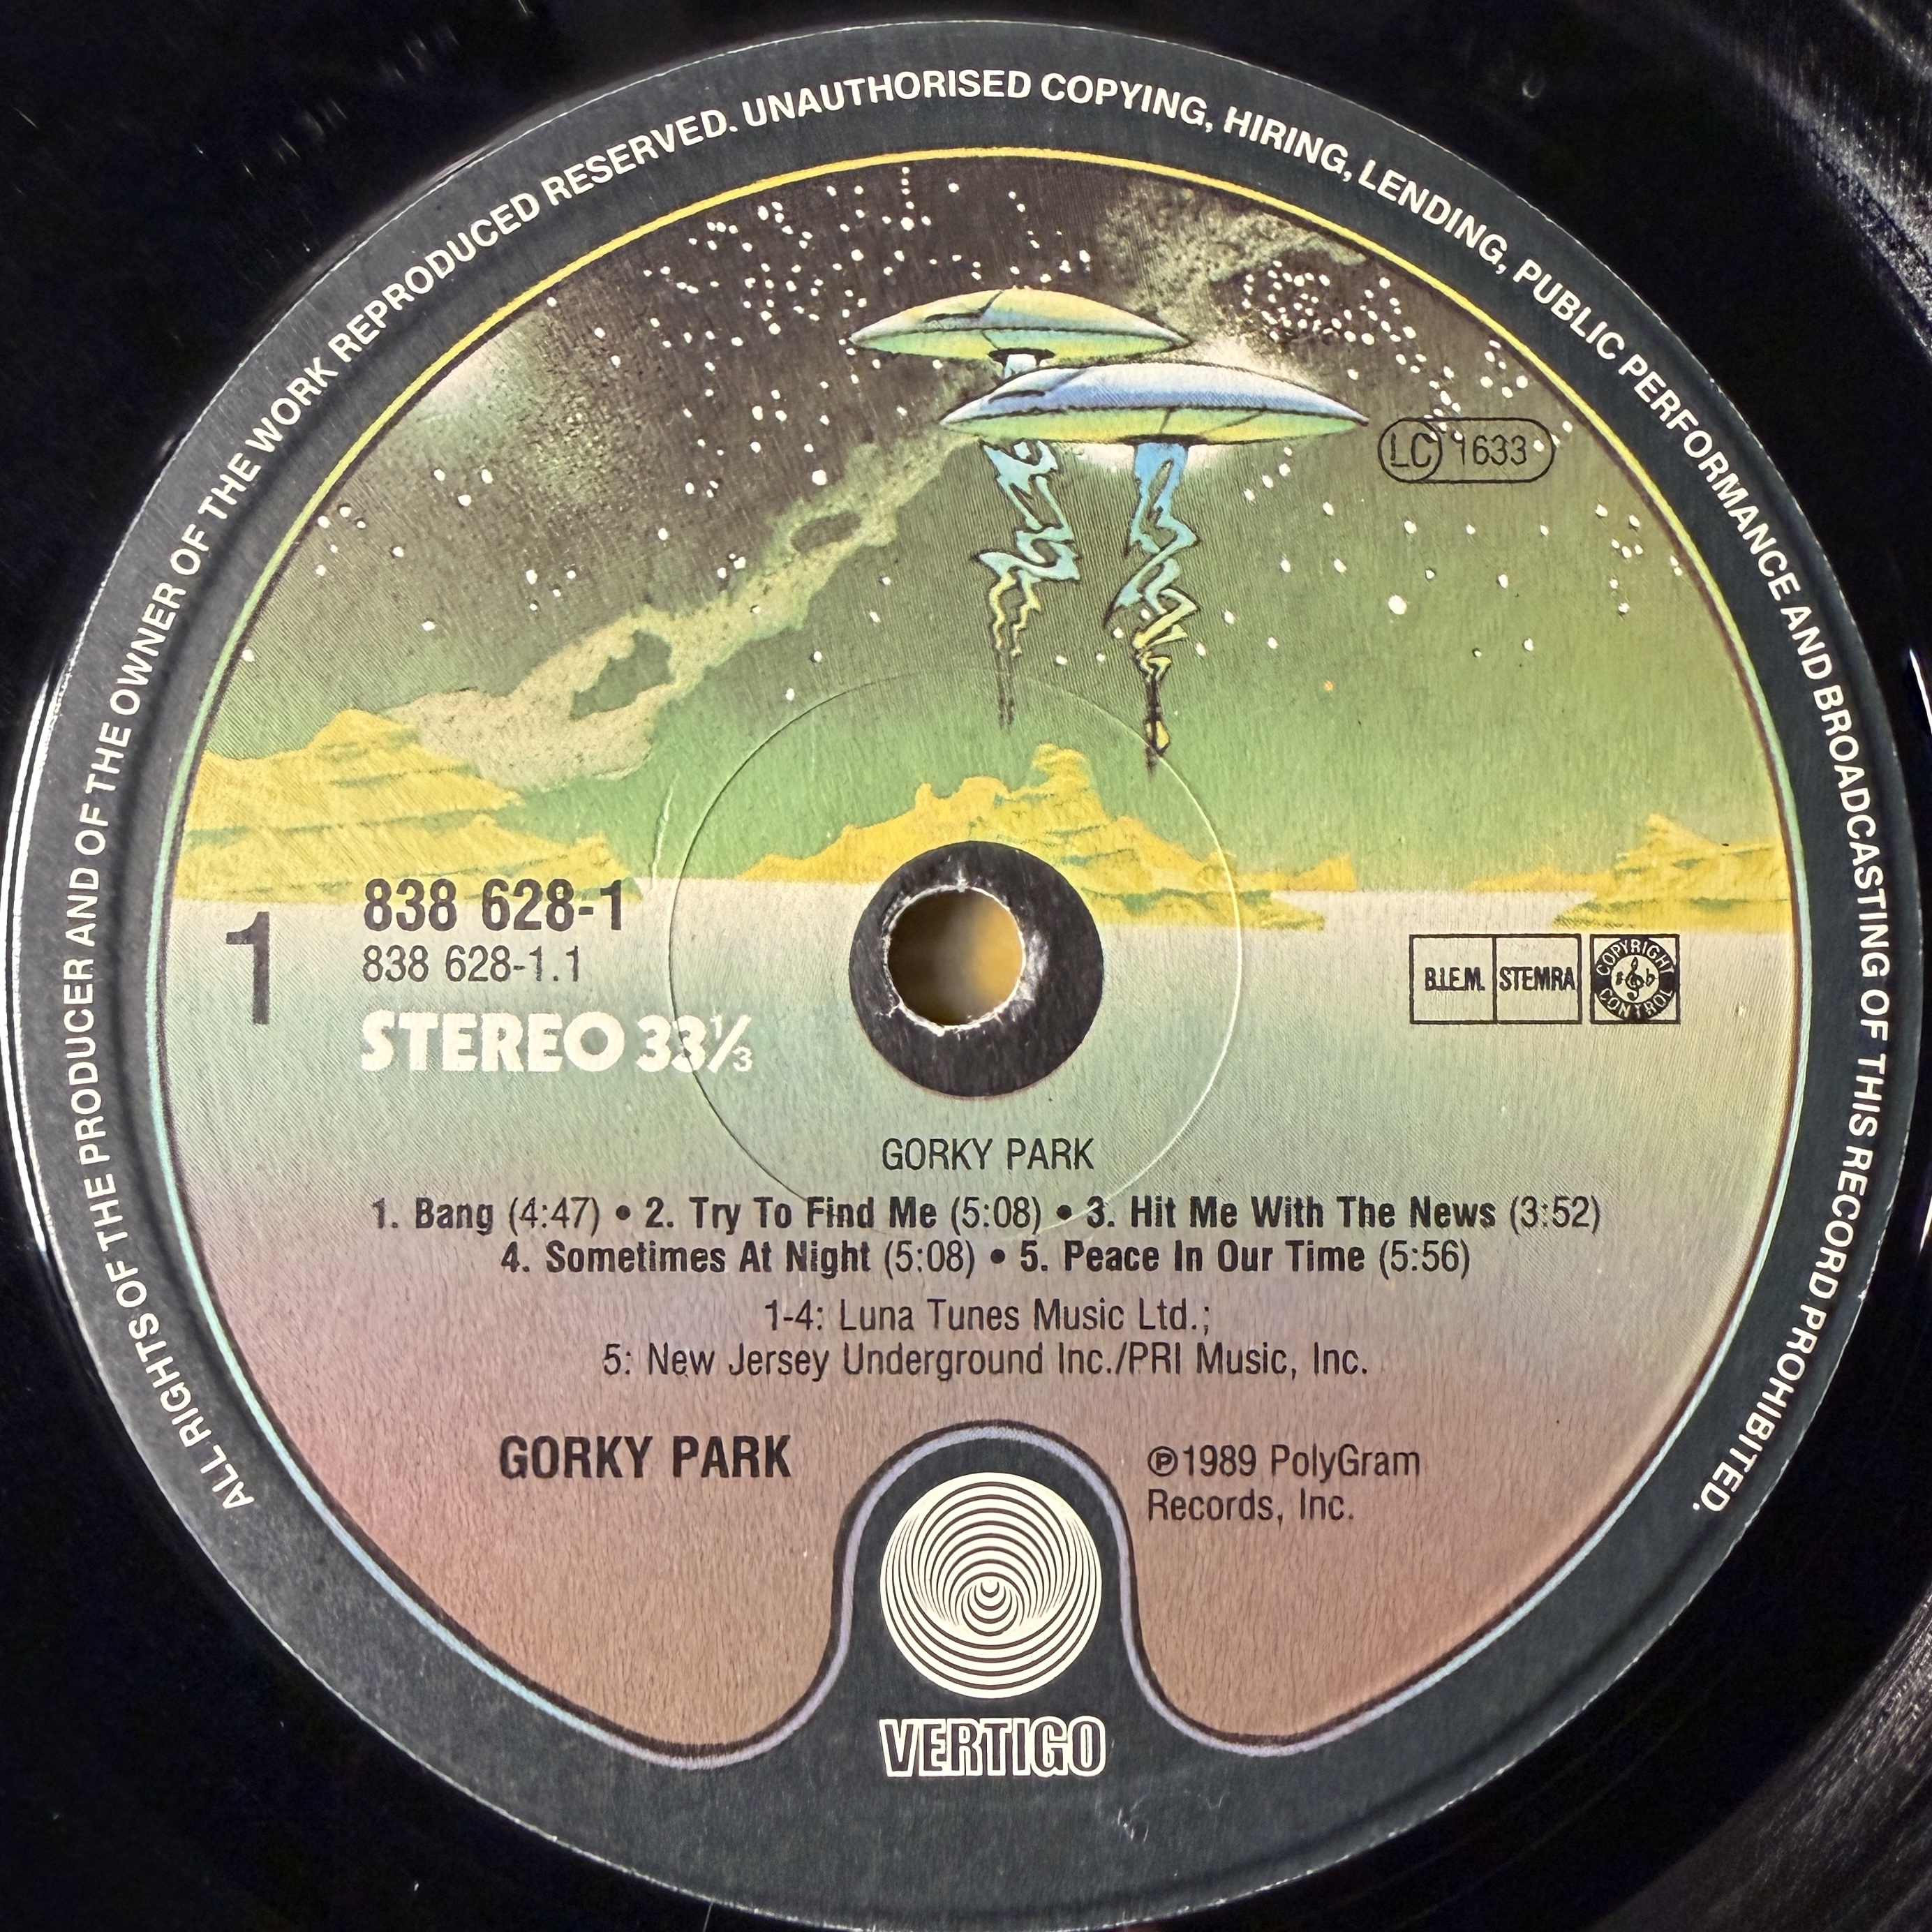 ALL RIGHTS OF THE PRODUCER AND OF THE OWNER OF THE WORK REPRODUCED RESERVED. UNAUTHORISED COPYING, HIRING, LENDING, PUBLIC PERFORMANCE AND BROADCASTING OF THIS RECORD PROHIBITED.
LC 1633
1
838 628-1
838 628-1.1
STEREO 33⅓
B.I.E.M. STEMRA COPYRIGHT CONTROL
GORKY PARK
1. Bang (4:47) • 2. Try To Find Me (5:08) • 3. Hit Me With The News (3:52)
4. Sometimes At Night (5:08) • 5. Peace In Our Time (5:56)
1-4: Luna Tunes Music Ltd.;
5: New Jersey Underground Inc./PRI Music, Inc.
GORKY PARK
℗1989 PolyGram
Records, Inc.
VERTIGO